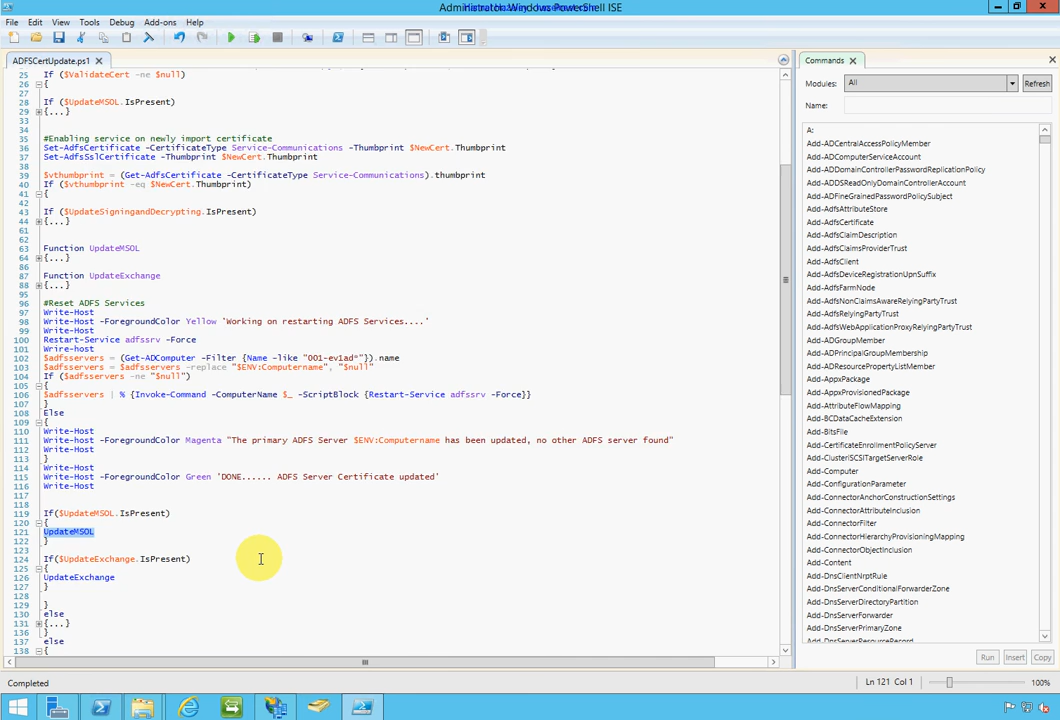 Administrator: Windows PowerShell ISE
File Edit View Tools Debug Add-ons Help
ADFSCertUpdate.ps1
25 If ($ValidateCert -ne $null)
26 {
27
28 If ($UpdateMSOL.IsPresent)
29 {...}
33
34
35 #Enabling service on newly import certificate
36 Set-AdfsCertificate -CertificateType Service-Communications -Thumbprint $NewCert.Thumbprint
37 Set-AdfsSslCertificate -Thumbprint $NewCert.Thumbprint
38
39 $vthumbprint = (Get-AdfsCertificate -CertificateType Service-Communications).thumbprint
40 If ($vthumbprint -eq $NewCert.Thumbprint)
41 {
42
43 If ($UpdateSigningandDecrypting.IsPresent)
44 {...}
61
62
63 Function UpdateMSOL
64 {...}
86
87 Function UpdateExchange
88 {...}
95
96 #Reset ADFS Services
97 Write-Host
98 Write-Host -ForegroundColor Yellow 'Working on restarting ADFS Services....'
99 Write-Host
100 Restart-Service adfssrv -Force
101 Wrire-host
102 $adfsservers = (Get-ADComputer -Filter {Name -like "001-ev1ad*"}).name
103 $adfsservers = $adfsservers -replace "$ENV:Computername", "$null"
104 If ($adfsservers -ne "$null")
105 {
106 $adfsservers | % {Invoke-Command -ComputerName $_ -ScriptBlock {Restart-Service adfssrv -Force}}
107 }
108 Else
109 {
110 Write-Host
111 Write-Host -ForegroundColor Magenta "The primary ADFS Server $ENV:Computername has been updated, no other ADFS server found"
112 Write-Host
113 }
114 Write-Host
115 Write-Host -ForegroundColor Green 'DONE...... ADFS Server Certificate updated'
116 Write-Host
117
118
119 If($UpdateMSOL.IsPresent)
120 {
121 UpdateMSOL
122 }
123
124 If($UpdateExchange.IsPresent)
125 {
126 UpdateExchange
127 }
128
129 }
130 else
131 {...}
136 }
137 else
138 {
Commands
Modules: All Refresh
Name:
A:
Add-ADCentralAccessPolicyMember
Add-ADComputerServiceAccount
Add-ADDomainControllerPasswordReplicationPolicy
Add-ADDSReadOnlyDomainControllerAccount
Add-ADFineGrainedPasswordPolicySubject
Add-AdfsAttributeStore
Add-AdfsCertificate
Add-AdfsClaimDescription
Add-AdfsClaimsProviderTrust
Add-AdfsClient
Add-AdfsDeviceRegistrationUpnSuffix
Add-AdfsFarmNode
Add-AdfsNonClaimsAwareRelyingPartyTrust
Add-AdfsRelyingPartyTrust
Add-AdfsWebApplicationProxyRelyingPartyTrust
Add-ADGroupMember
Add-ADPrincipalGroupMembership
Add-ADResourcePropertyListMember
Add-AppxPackage
Add-AppxProvisionedPackage
Add-AttributeFlowMapping
Add-BCDataCacheExtension
Add-BitsFile
Add-CertificateEnrollmentPolicyServer
Add-ClusteriSCSITargetServerRole
Add-Computer
Add-ConfigurationParameter
Add-ConnectorAnchorConstructionSettings
Add-ConnectorAttributeInclusion
Add-ConnectorFilter
Add-ConnectorHierarchyProvisioningMapping
Add-ConnectorObjectInclusion
Add-Content
Add-DnsClientNrptRule
Add-DnsServerConditionalForwarderZone
Add-DnsServerDirectoryPartition
Add-DnsServerForwarder
Add-DnsServerPrimaryZone
Add-DnsServerResourceRecord
Run Insert Copy
Completed
Ln 121 Col 1
100%